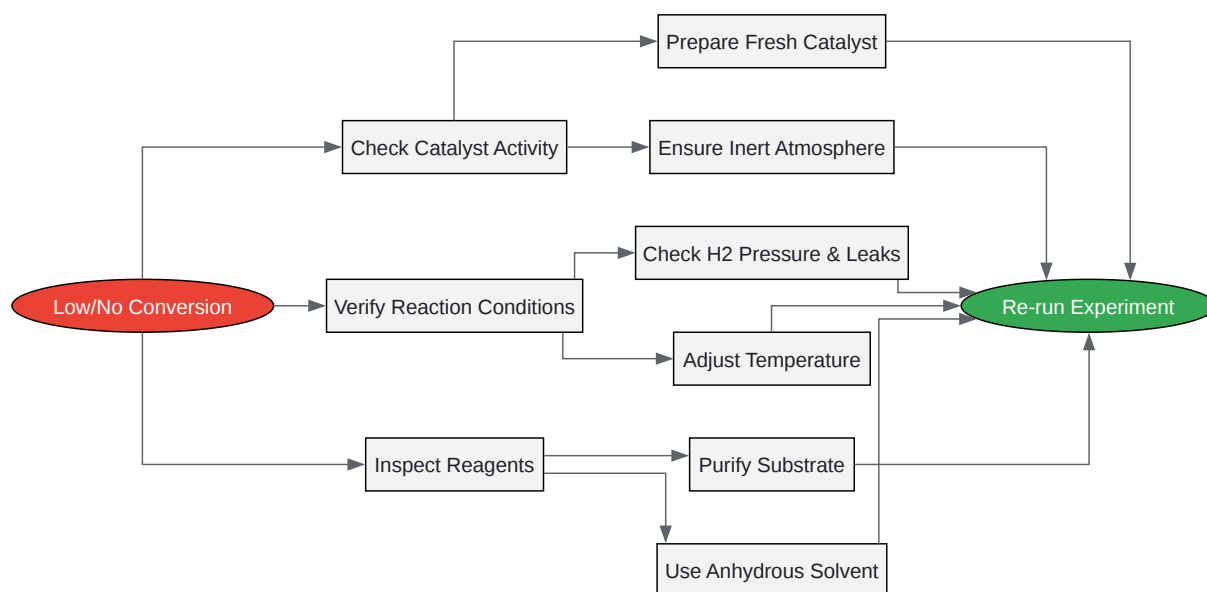 Prepare Fresh Catalyst
Check Catalyst Activity
Ensure Inert Atmosphere
Check H2 Pressure & Leaks
Low/No Conversion
Verify Reaction Conditions
Re-run Experiment
Adjust Temperature
Inspect Reagents
Purify Substrate
Use Anhydrous Solvent